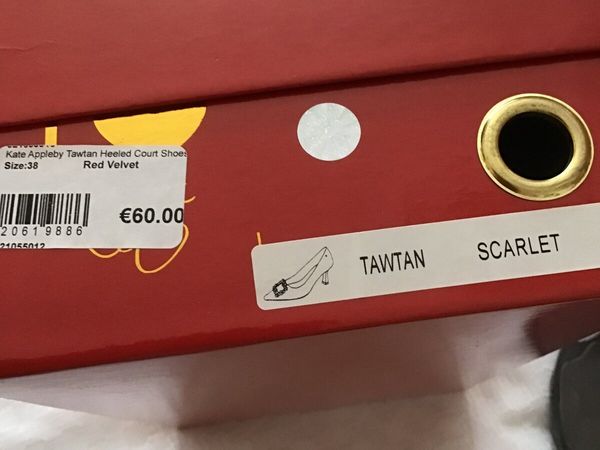 Kate Appleby Tawtan Heeled Court Shoes
Size:38 Red Velvet
€60.00
20619886
21055012
TAWTAN SCARLET